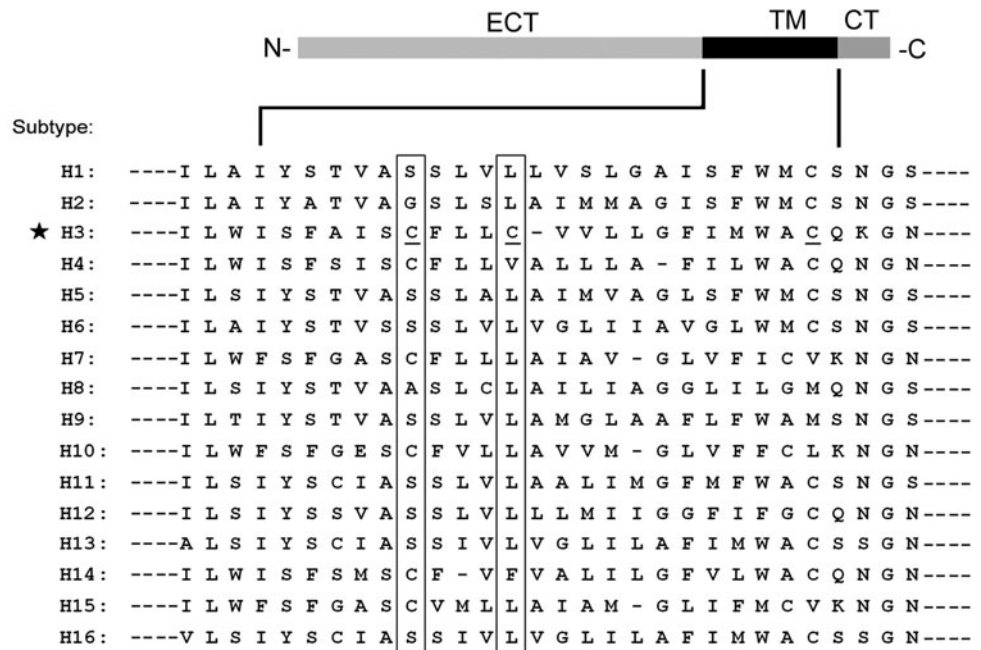 ECT TM CT
N- -C
Subtype:
H1: ----I L A I Y S T V A S S L V L L V S L G A I S F W M C S N G S----
H2: ----I L A I Y A T V A G S L S L A I M M A G I S F W M C S N G S----
★ H3: ----I L W I S F A I S C F L L C - V V L L G F I M W A C Q K G N----
H4: ----I L W I S F S I S C F L L V A L L L A - F I L W A C Q N G N----
H5: ----I L S I Y S T V A S S L A L A I M V A G L S F W M C S N G S----
H6: ----I L A I Y S T V S S S L V L V G L I I A V G L W M C S N G S----
H7: ----I L W F S F G A S C F L L L A I A V - G L V F I C V K N G N----
H8: ----I L S I Y S T V A A S L C L A I L I A G G L I L G M Q N G S----
H9: ----I L T I Y S T V A S S L V L A M G L A A F L F W A M S N G S----
H10: ----I L W F S F G E S C F V L L A V V M - G L V F F C L K N G N----
H11: ----I L S I Y S C I A S S L V L A A L I M G F M F W A C S N G S----
H12: ----I L S I Y S S V A S S L V L L L M I I G G F I F G C Q N G N----
H13: ----A L S I Y S C I A S S I V L V G L I L A F I M W A C S S G N----
H14: ----I L W I S F S M S C F - V F V A L I L G F V L W A C Q N G N----
H15: ----I L W F S F G A S C V M L L A I A M - G L I F M C V K N G N----
H16: ----V L S I Y S C I A S S I V L V G L I L A F I M W A C S S G N----